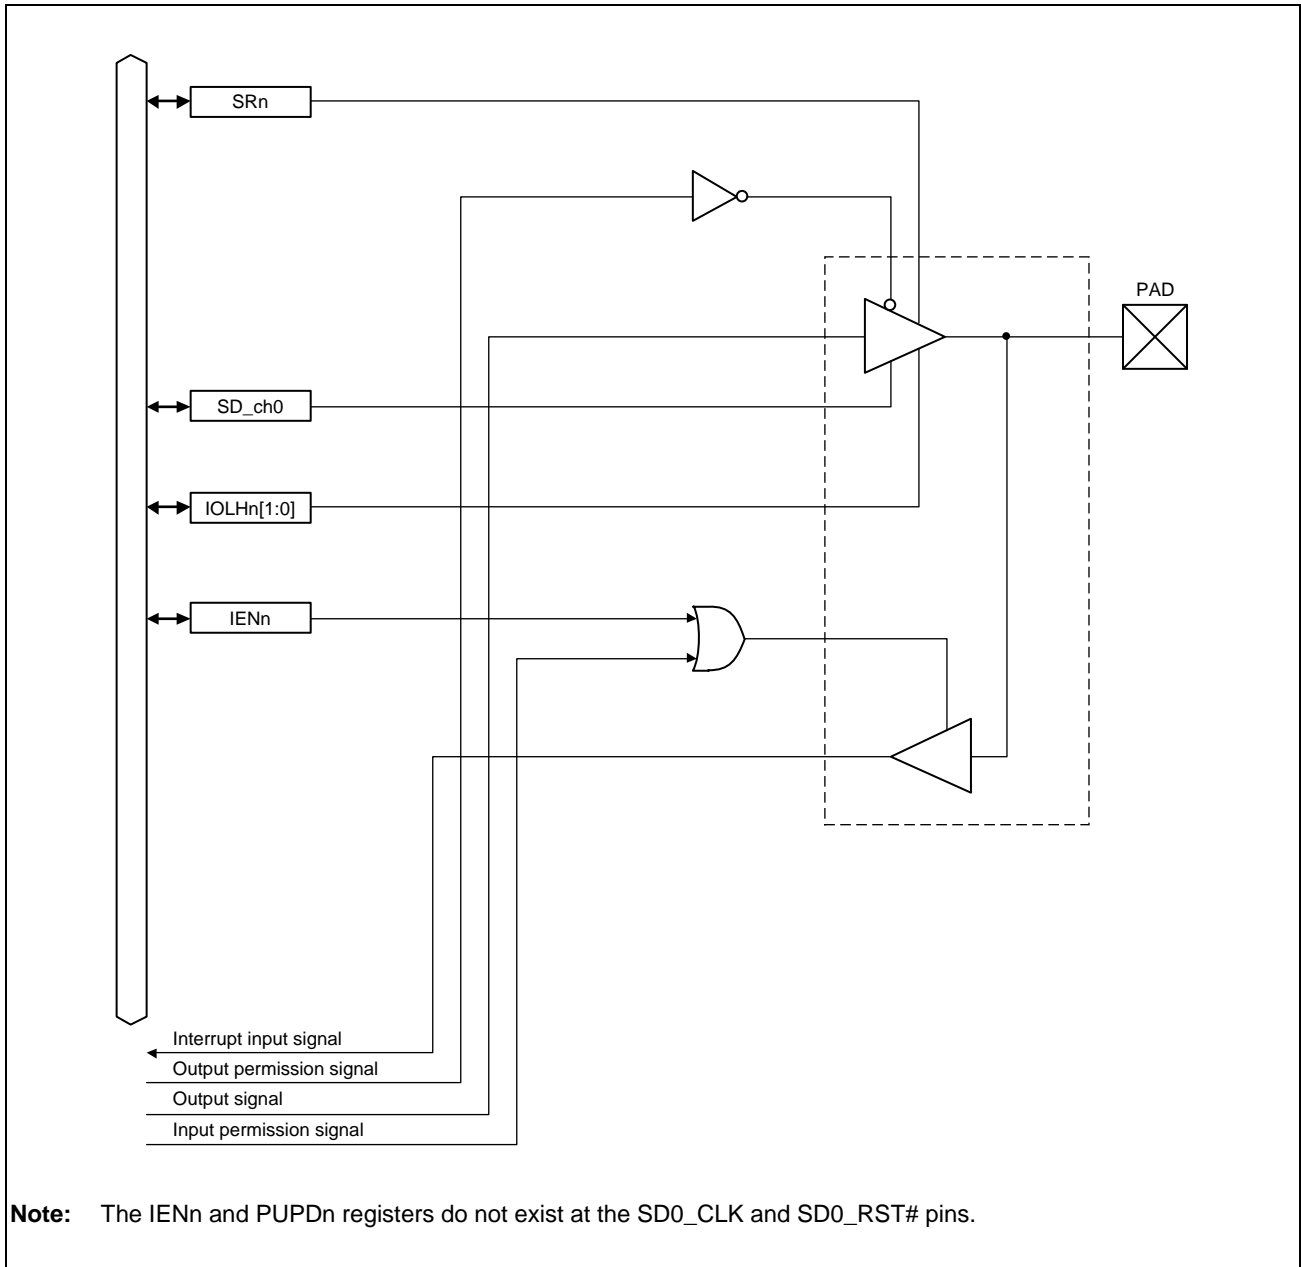 SRn
PAD
SD_ch0
IOLHn[1:0]
IENn
Interrupt input signal
Output permission signal
Output signal
Input permission signal
Note: The IENn and PUPDn registers do not exist at the SD0_CLK and SD0_RST# pins.